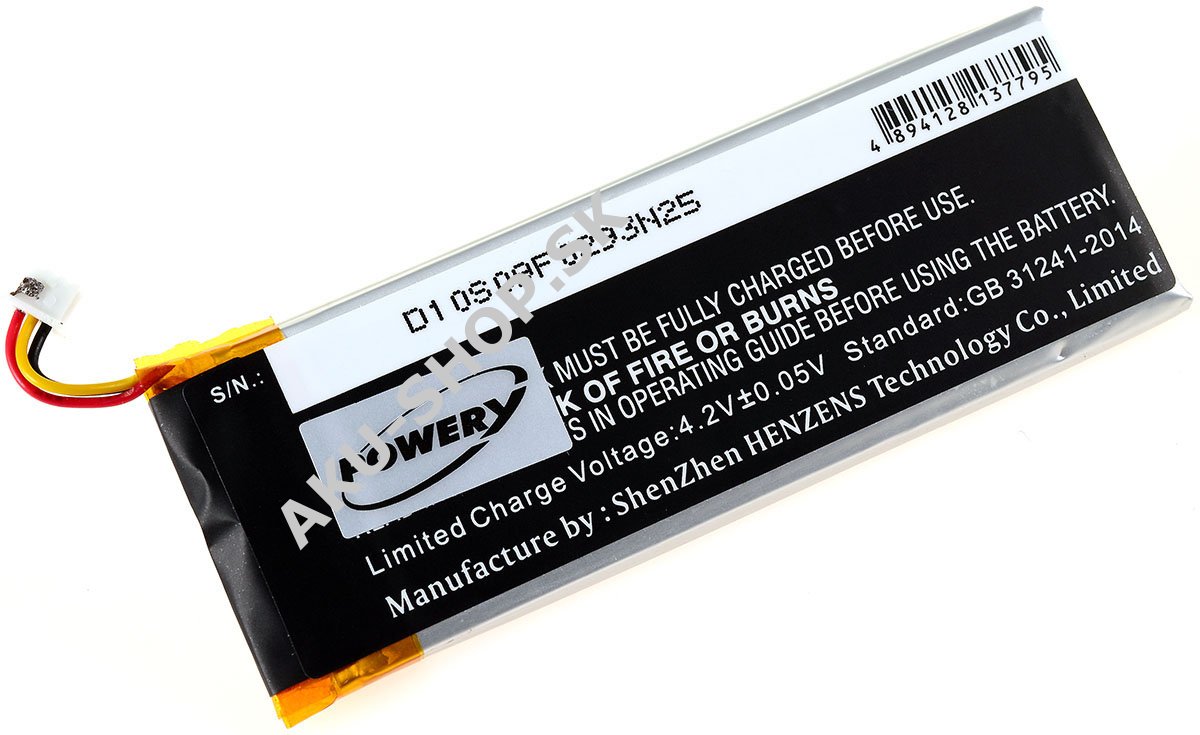 4 894128 137795
S/N.:
MUST BE FULLY CHARGED BEFORE USE.
OF FIRE OR BURNS
IN OPERATING GUIDE BEFORE USING THE BATTERY.
Limited Charge Voltage:4.2V±0.05V Standard:GB 31241-2014
Manufacture by : ShenZhen HENZENS Technology Co., Limited
POWERY
AKU-SHOP.SK